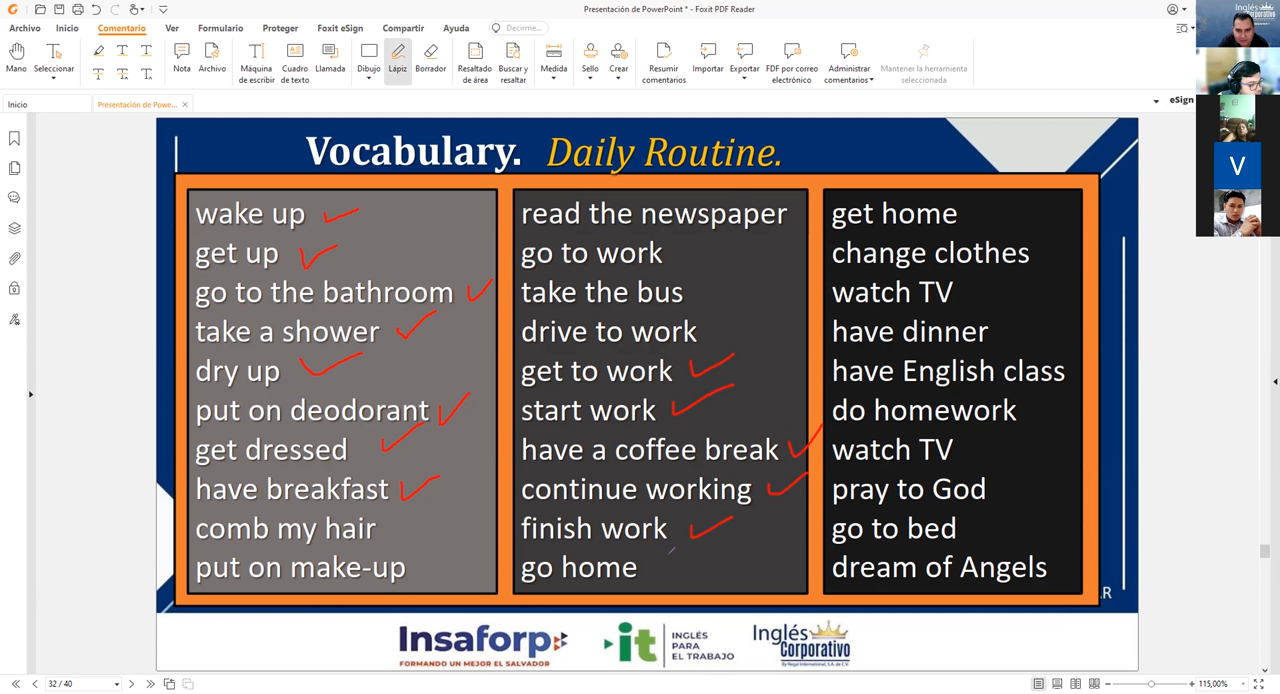 Presentación de PowerPoint * - Foxit PDF Reader
Archivo Inicio Comentario Ver Formulario Proteger Foxit eSign Compartir Ayuda Decirme...
Mano Seleccionar Nota Archivo Máquina de escribir Cuadro de texto Llamada Dibujo Lápiz Borrador Resaltado de área Buscar y resaltar Medida Sello Crear Resumir comentarios Importar Exportar PDF por correo electrónico Administrar comentarios Mantener la herramienta seleccionada
Inicio
Presentación de Powe...
eSign
Inglés
Corporativo
V
Vocabulary. Daily Routine.
wake up
get up
go to the bathroom
take a shower
dry up
put on deodorant
get dressed
have breakfast
comb my hair
put on make-up
read the newspaper
go to work
take the bus
drive to work
get to work
start work
have a coffee break
continue working
finish work
go home
get home
change clothes
watch TV
have dinner
have English class
do homework
watch TV
pray to God
go to bed
dream of Angels
Insaforp
FORMANDO UN MEJOR EL SALVADOR
it
INGLÉS
PARA
EL TRABAJO
Inglés
Corporativo
By Regal International, S.A. de C.V.
32 / 40
115,00%